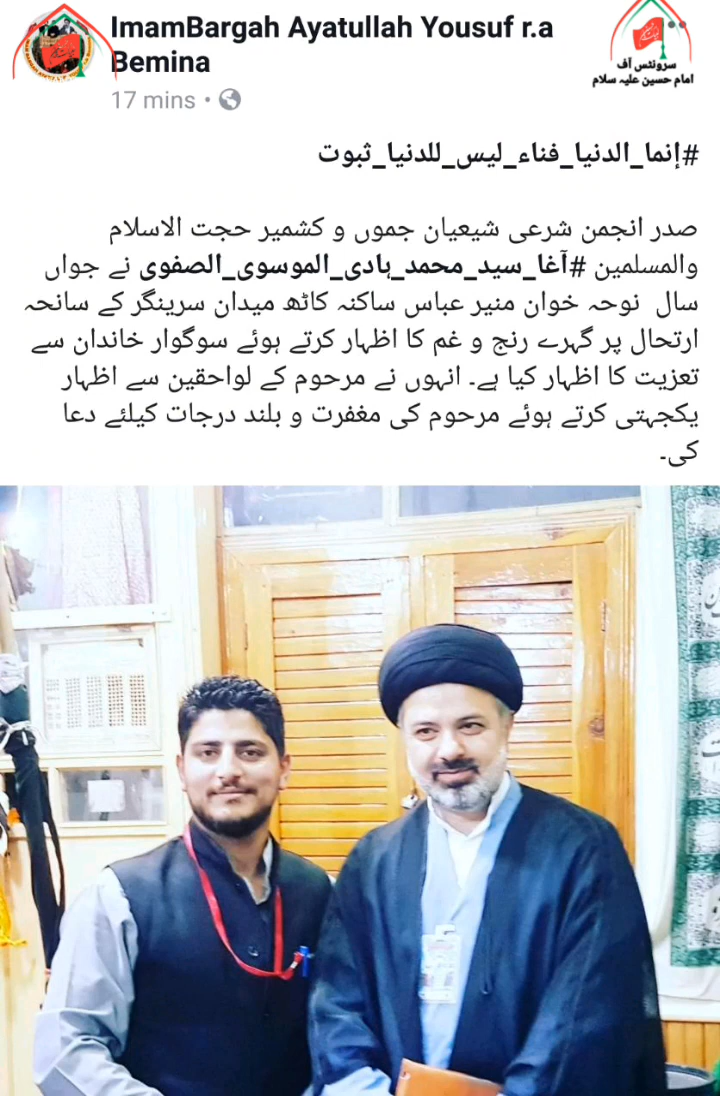 ImamBargah Ayatullah Yousuf r.a
Bemina
17 mins
سرونٹس آف
امام حسین علیہ سلام
#إنما_الدنيا_فناء_ليس_للدنيا_ثبوت
صدر انجمن شرعی شیعیان جموں و کشمیر حجت الاسلام
والمسلمین #آغا_سید_محمد_ہادی_الموسوی_الصفوی نے جواں
سال نوحہ خوان منیر عباس ساکنہ کاٹھ میدان سرینگر کے سانحہ
ارتحال پر گہرے رنج و غم کا اظہار کرتے ہوئے سوگوار خاندان سے
تعزیت کا اظہار کیا ہے۔ انہوں نے مرحوم کے لواحقین سے اظہار
یکجہتی کرتے ہوئے مرحوم کی مغفرت و بلند درجات کیلئے دعا
کی۔